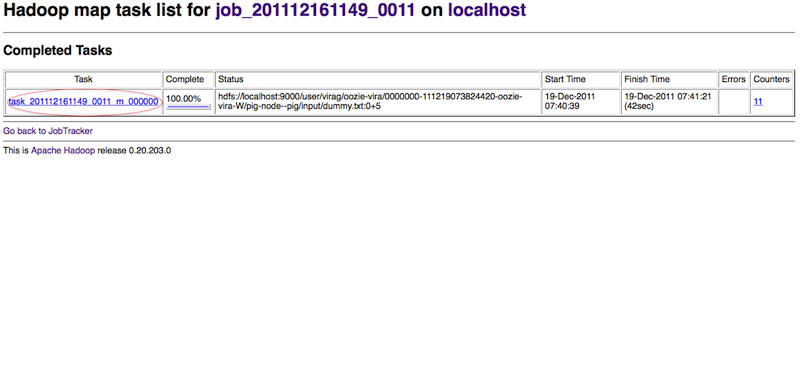 Hadoop map task list for job_201112161149_0011 on localhost
Completed Tasks
Task Complete Status Start Time Finish Time Errors Counters
task_201112161149_0011_m_000000 100.00% hdfs://localhost:9000/user/virag/oozie-vira/0000000-111219073824420-oozie- 19-Dec-2011 19-Dec-2011 07:41:21 11
vira-W/pig-node--pig/input/dummy.txt:0+5 07:40:39 (42sec)
Go back to JobTracker
This is Apache Hadoop release 0.20.203.0